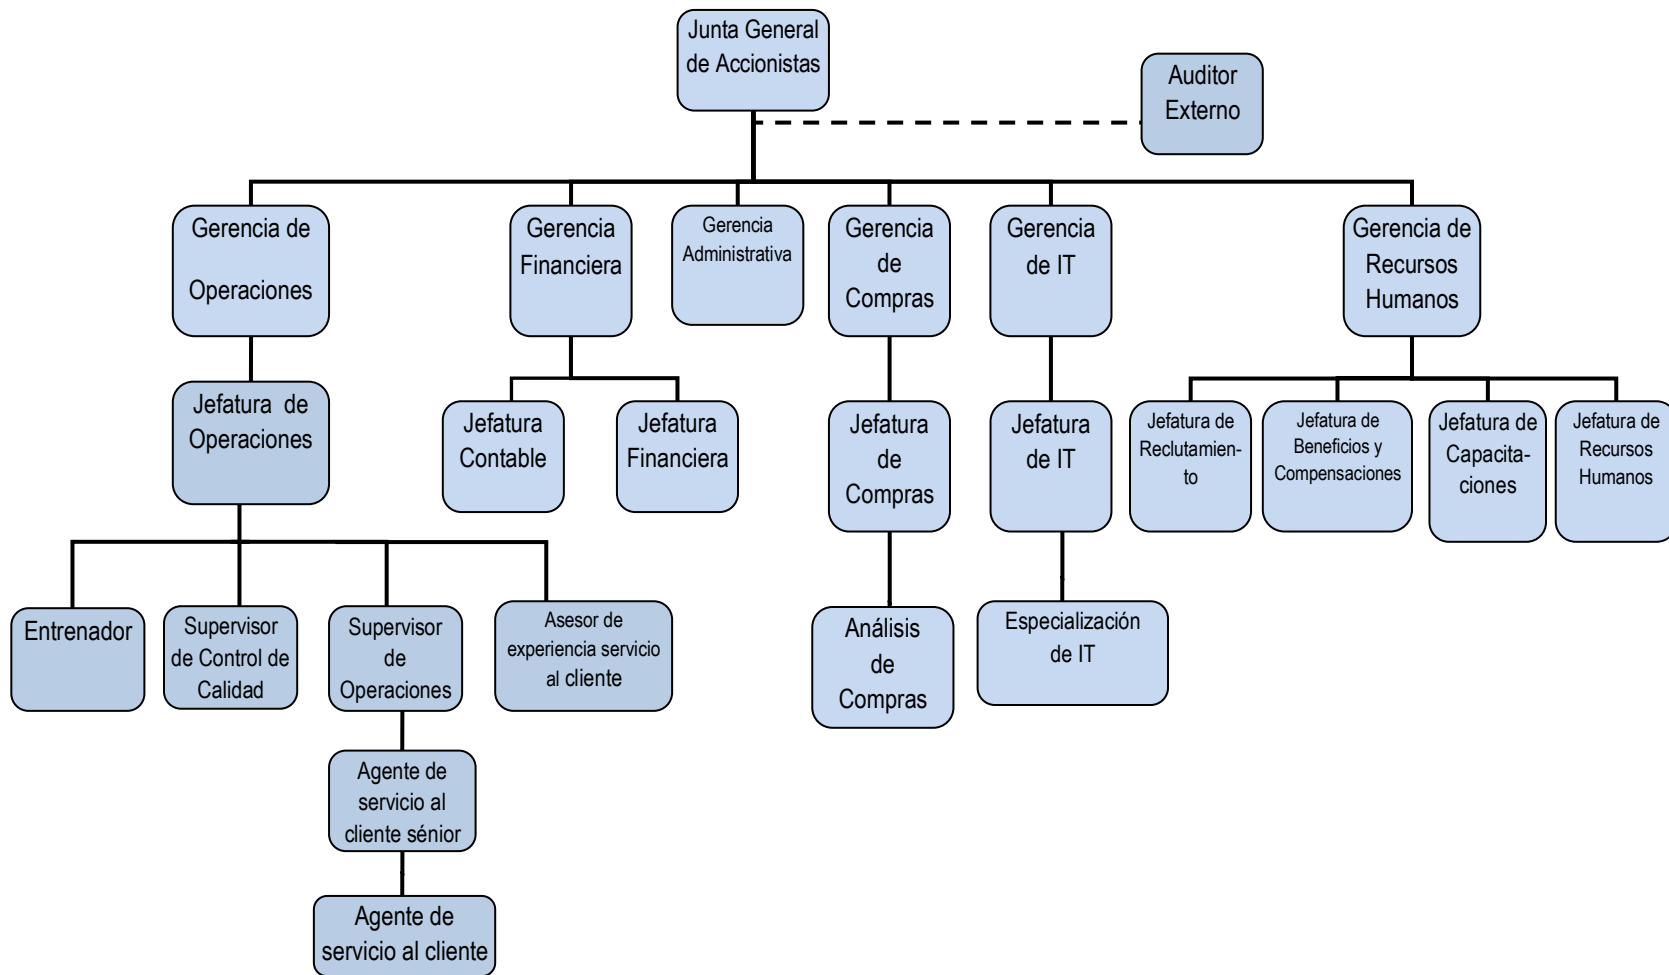 Junta General
de Accionistas
Auditor
Externo
Gerencia de
Operaciones
Gerencia
Financiera
Gerencia
Administrativa
Gerencia
de
Compras
Gerencia
de IT
Gerencia de
Recursos
Humanos
Jefatura de
Operaciones
Jefatura
Contable
Jefatura
Financiera
Jefatura
de
Compras
Jefatura
de IT
Jefatura de
Reclutamien-
to
Jefatura de
Beneficios y
Compensaciones
Jefatura de
Capacita-
ciones
Jefatura de
Recursos
Humanos
Entrenador
Supervisor
de Control de
Calidad
Supervisor
de
Operaciones
Asesor de
experiencia servicio
al cliente
Análisis
de
Compras
Especialización
de IT
Agente de
servicio al
cliente sénior
Agente de
servicio al cliente